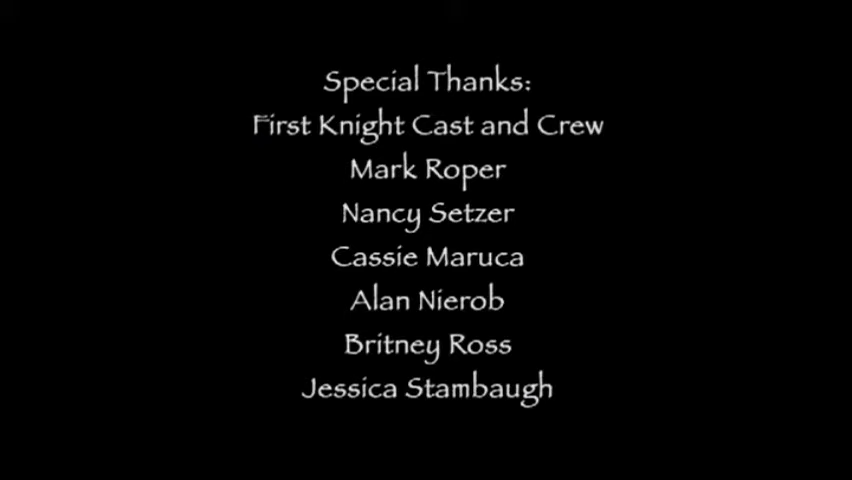 Special Thanks:
First Knight Cast and Crew
Mark Roper
Nancy Setzer
Cassie Maruca
Alan Nierob
Britney Ross
Jessica Stambaugh